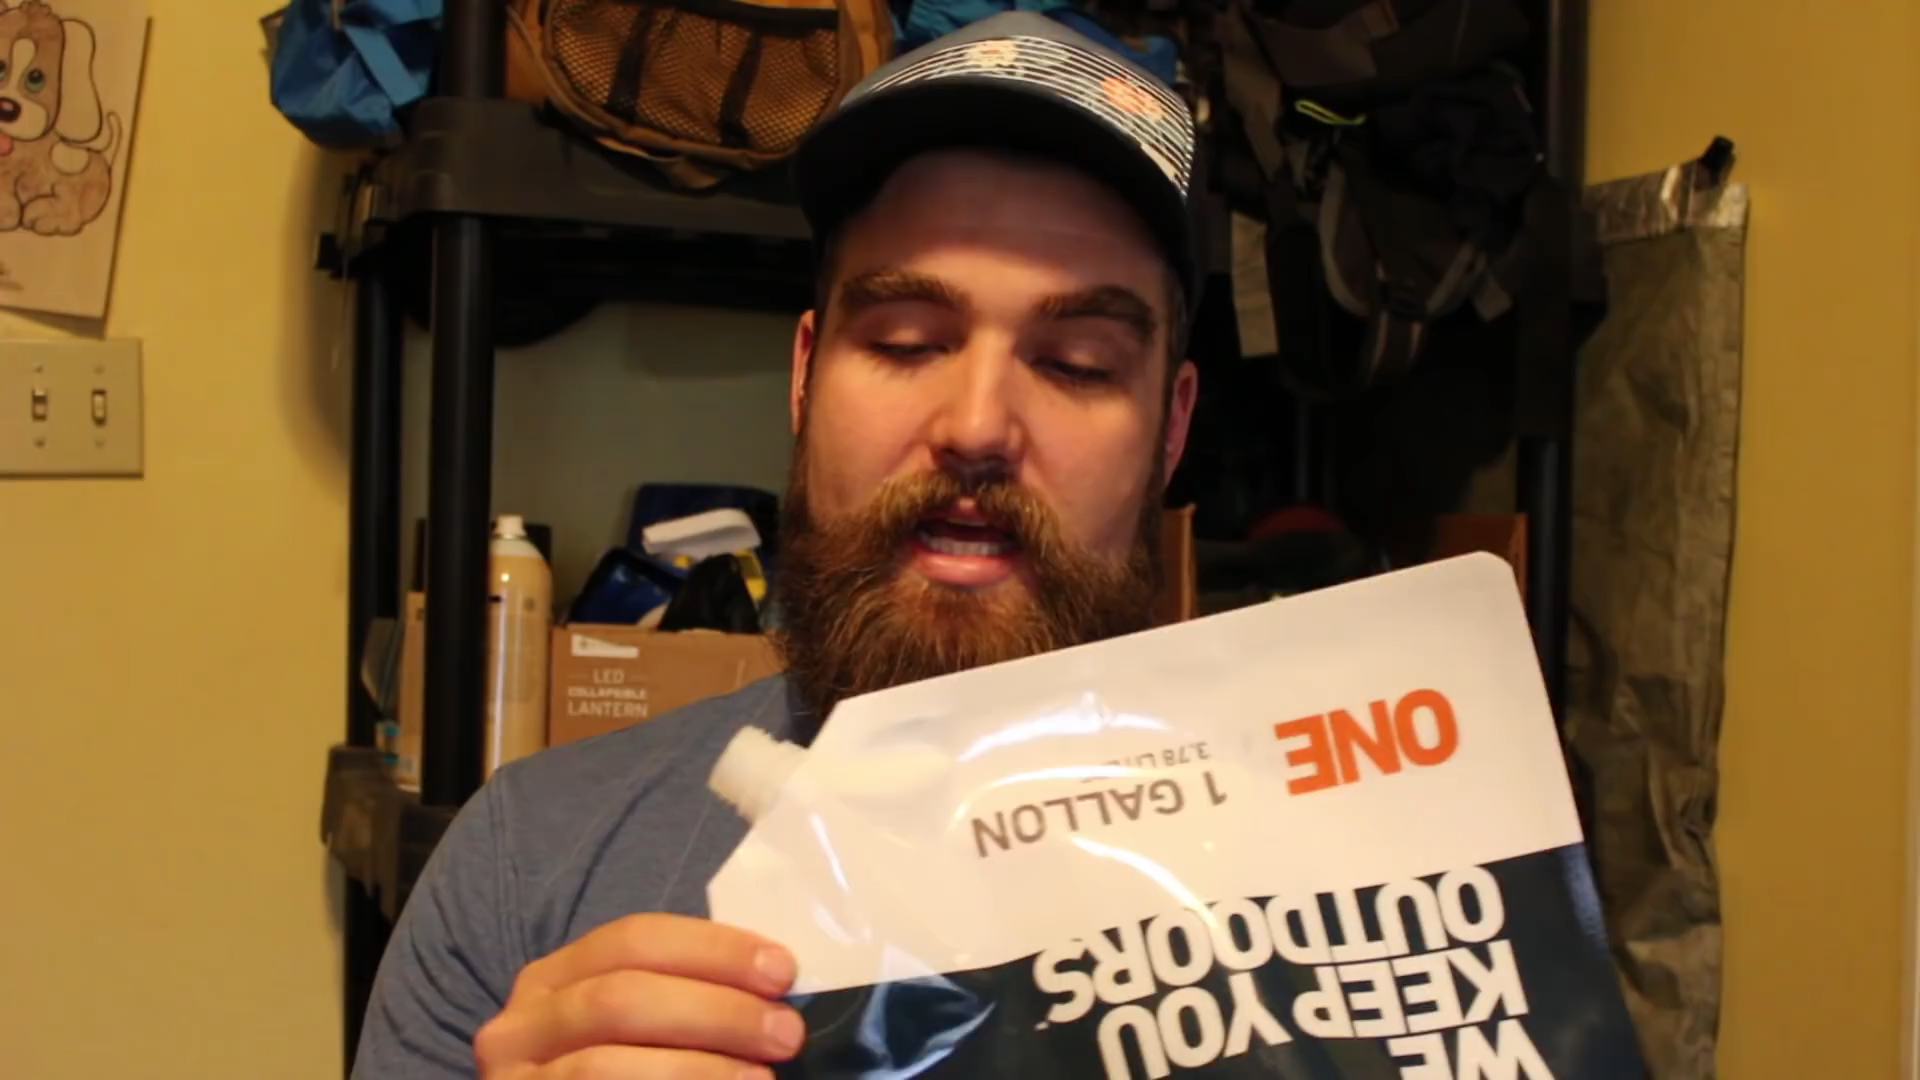 LED
COLLAPSIBLE
LANTERN
ONE
1 GALLON
WE
KEEP YOU
OUTDOORS